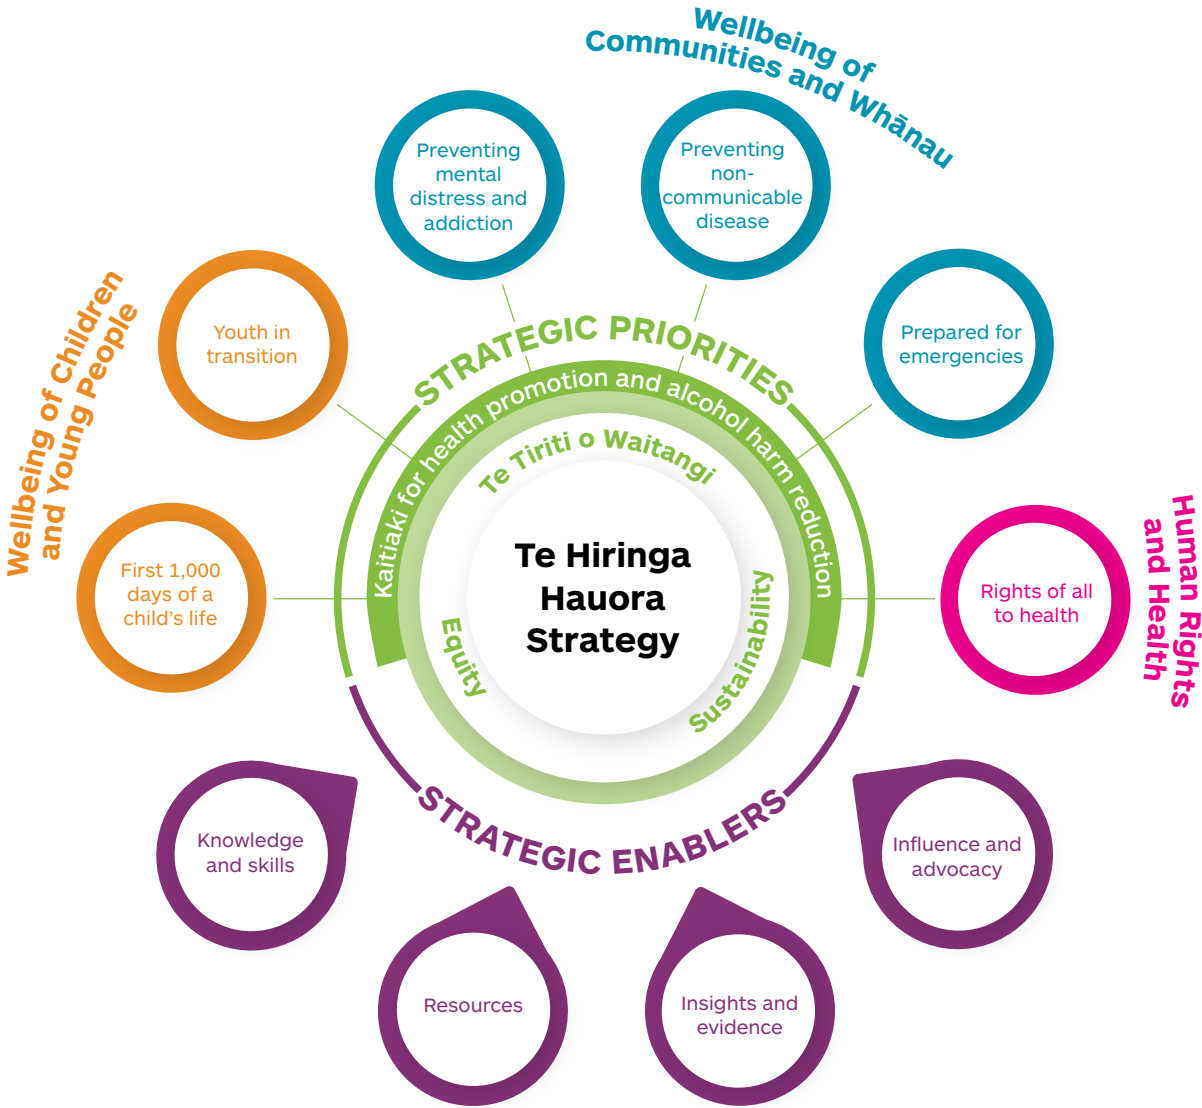 Wellbeing of
Communities and Whānau
Preventing
mental
distress and
addiction
Preventing
non-
communicable
disease
Wellbeing of Children
and Young People
Youth in
transition
Prepared for
emergencies
First 1,000
days of a
child's life
Rights of all
to health
Human Rights
and Health
STRATEGIC PRIORITIES
Kaitiaki for health promotion and alcohol harm reduction
Te Tiriti o Waitangi
Equity
Sustainability
Te Hiringa
Hauora
Strategy
STRATEGIC ENABLERS
Knowledge
and skills
Resources
Insights and
evidence
Influence and
advocacy